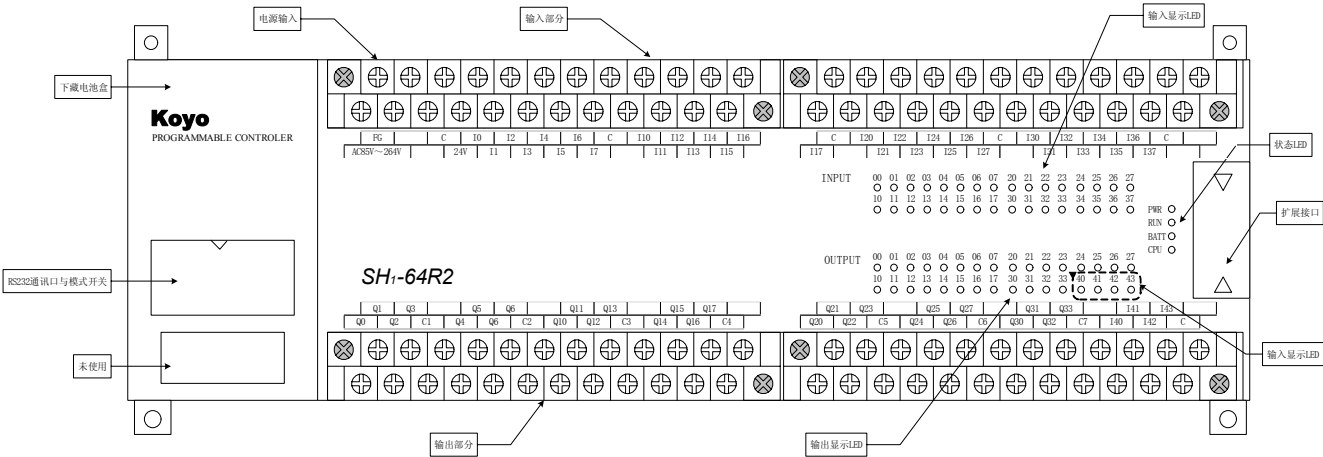 电源输入
输入部分
输入显示LED
下藏电池盒
Koyo
PROGRAMMABLE CONTROLER
FG C I0 I2 I4 I6 C I10 I12 I14 I16
AC85V～264V 24V I1 I3 I5 I7 I11 I13 I15
C I20 I22 I24 I26 C I30 I32 I34 I36 C
I17 I21 I23 I25 I27 I31 I33 I35 I37
状态LED
INPUT 00 01 02 03 04 05 06 07 20 21 22 23 24 25 26 27
10 11 12 13 14 15 16 17 30 31 32 33 34 35 36 37
PWR
RUN
BATT
CPU
扩展接口
RS232通讯口与模式开关
SH1-64R2
OUTPUT 00 01 02 03 04 05 06 07 20 21 22 23 24 25 26 27
10 11 12 13 14 15 16 17 30 31 32 33 40 41 42 43
Q1 Q3 Q5 Q6 Q11 Q13 Q15 Q17
Q0 Q2 C1 Q4 Q6 C2 Q10 Q12 C3 Q14 Q16 C4
Q21 Q23 Q25 Q27 Q31 Q33 I41 I43
Q20 Q22 C5 Q24 Q26 C6 Q30 Q32 C7 I40 I42 C
未使用
输入显示LED
输出部分
输出显示LED